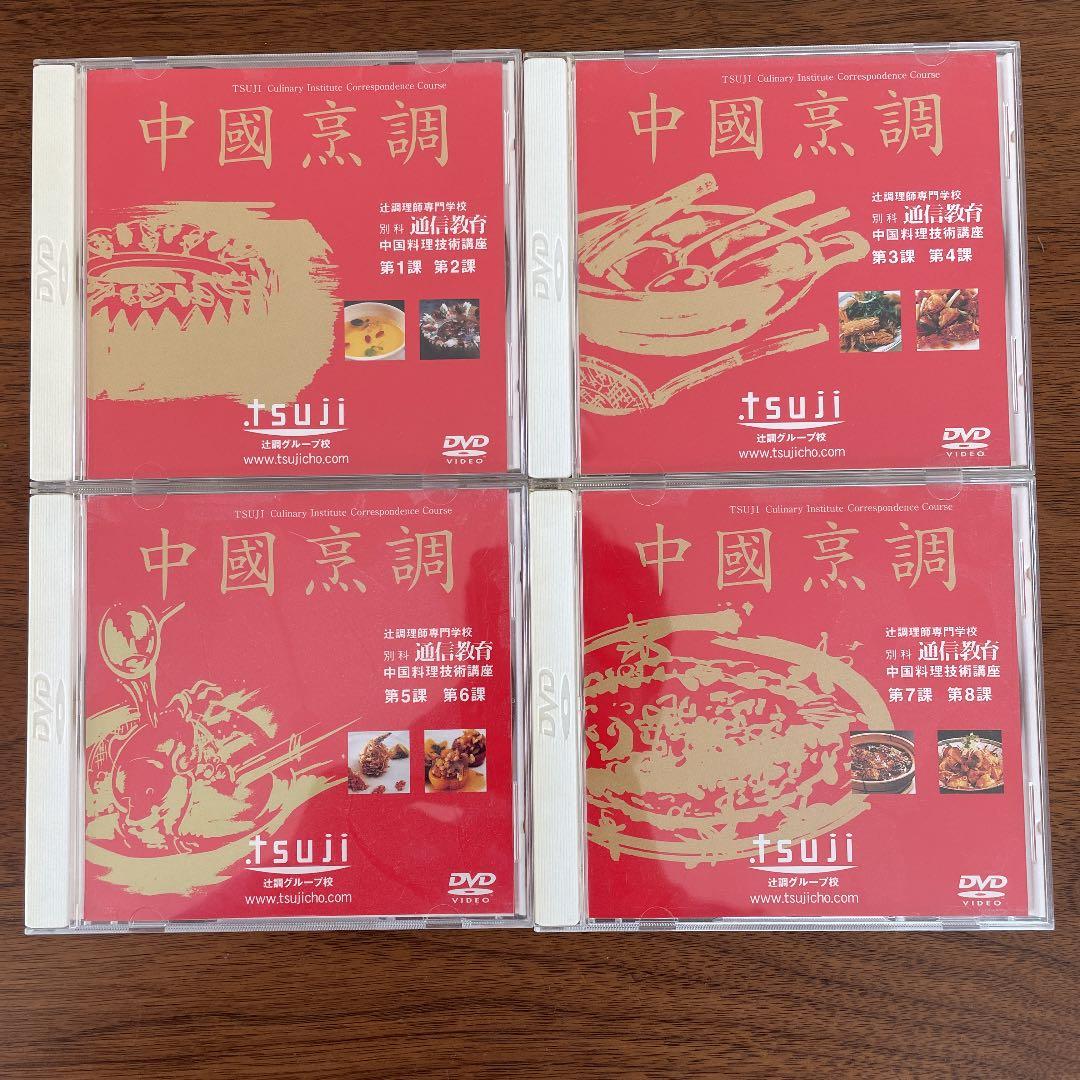 TSUJI Culinary Institute Correspondence Course
中國烹調
辻調理師専門学校
別科 通信教育
中国料理技術講座
第1課 第2課
.tsuji
辻調グループ校
www.tsujicho.com
DVD
VIDEO
DVD
TSUJI Culinary Institute Correspondence Course
中國烹調
辻調理師専門学校
別科 通信教育
中国料理技術講座
第3課 第4課
.tsuji
辻調グループ校
www.tsujicho.com
DVD
VIDEO
DVD
TSUJI Culinary Institute Correspondence Course
中國烹調
辻調理師専門学校
別科 通信教育
中国料理技術講座
第5課 第6課
.tsuji
辻調グループ校
www.tsujicho.com
DVD
VIDEO
DVD
TSUJI Culinary Institute Correspondence Course
中國烹調
辻調理師専門学校
別科 通信教育
中国料理技術講座
第7課 第8課
.tsuji
辻調グループ校
www.tsujicho.com
DVD
VIDEO
DVD